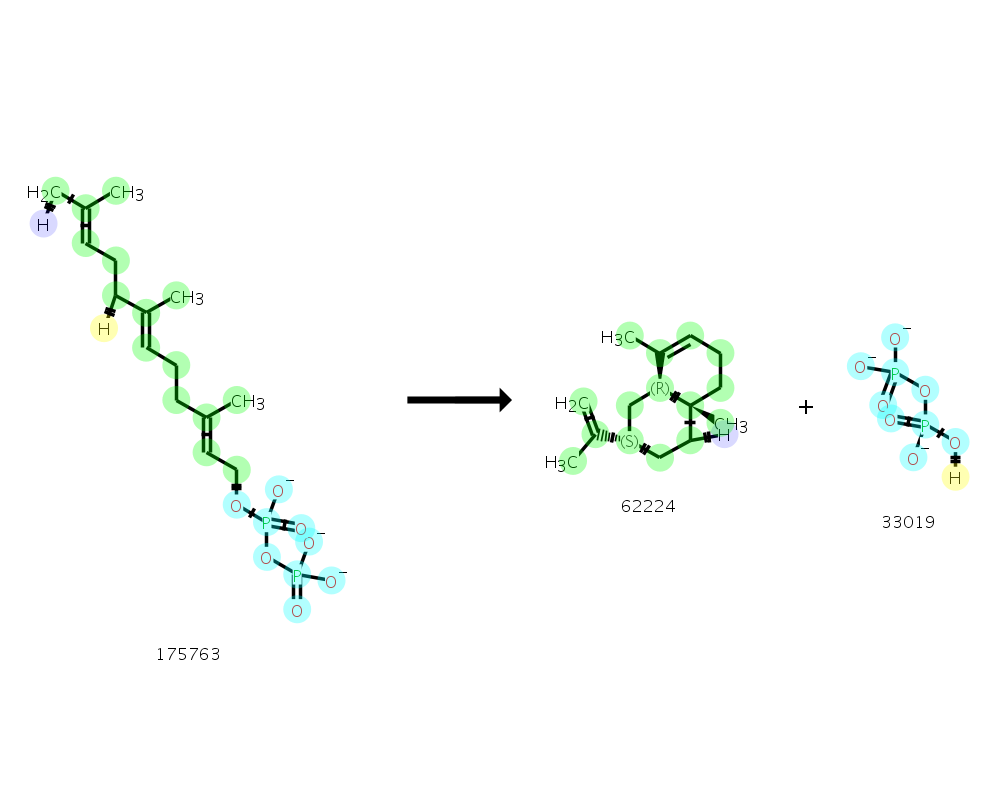 H2C
CH3
H
CH3
H
CH3
O
O−
P
O
O−
O
P
O−
O
175763
H3C
(R)
H2C
CH3
H
(S)
H3C
62224
+
O−
O−
P
O
O
O
P
O
O−
H
33019